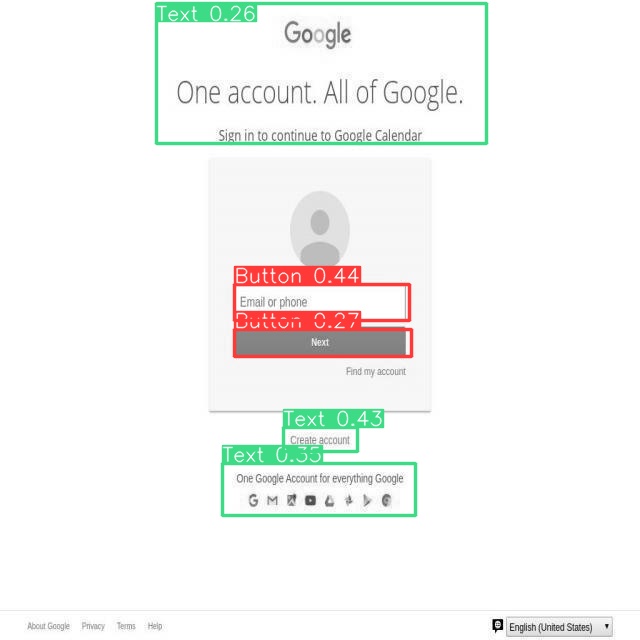 Text 0.26
Google
One account. All of Google.
Sign in to continue to Google Calendar
Button 0.44
Email or phone
Button 0.27
Next
Find my account
Text 0.43
Create account
Text 0.35
One Google Account for everything Google
About Google Privacy Terms Help
English (United States)